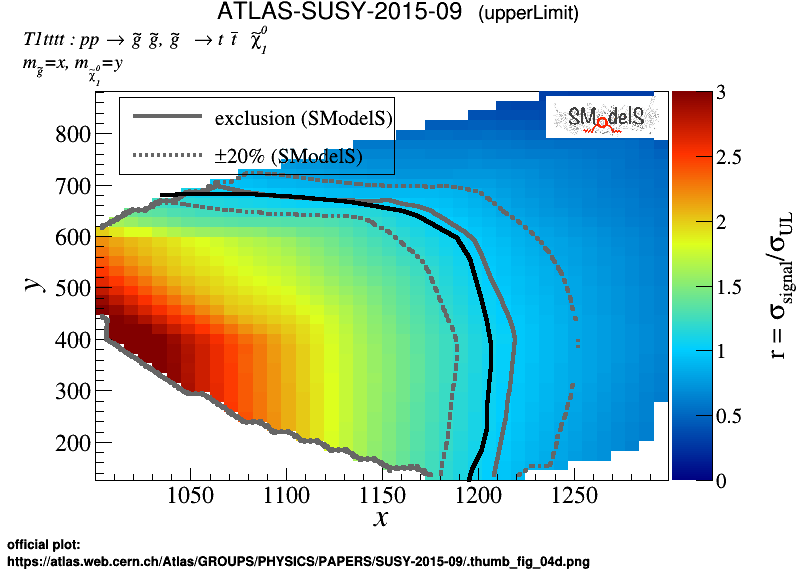 ATLAS-SUSY-2015-09 (upperLimit)
T1tttt : pp → g̃ g̃, g̃ → t t̄ χ̃₁⁰
m_g̃=x, m_χ̃₁⁰=y
exclusion (SModelS)
±20% (SModelS)
SModelS
800
700
600
500
400
300
200
y
1050 1100 1150 1200 1250
x
3
2.5
2
1.5
1
0.5
0
r = σ_signal/σ_UL
official plot:
https://atlas.web.cern.ch/Atlas/GROUPS/PHYSICS/PAPERS/SUSY-2015-09/.thumb_fig_04d.png